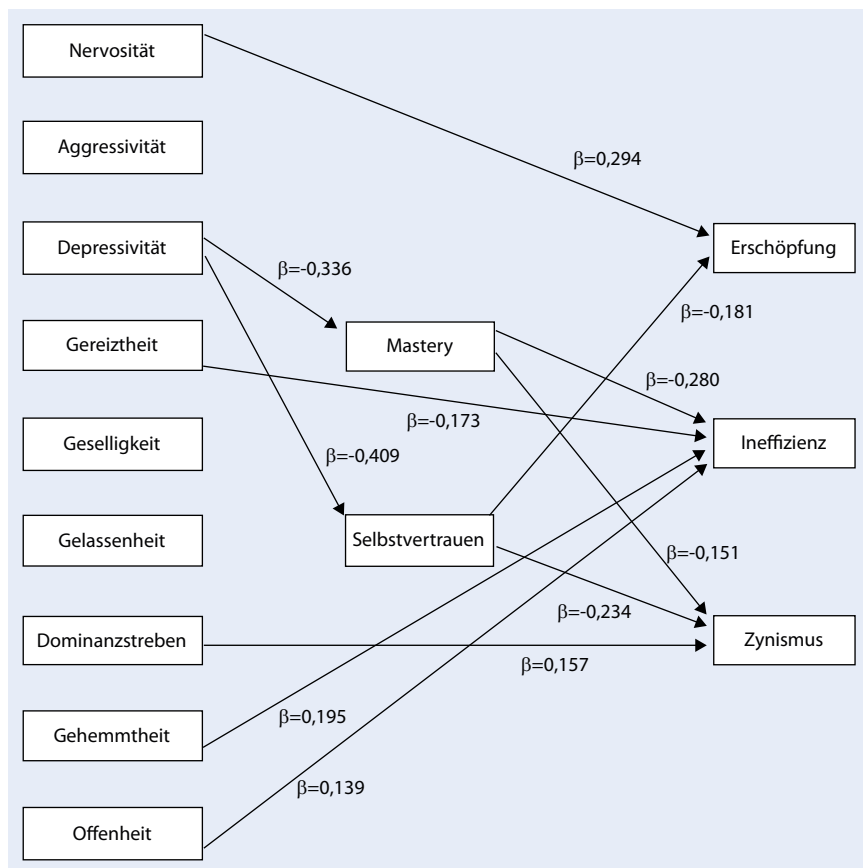 Nervosität
Aggressivität
β=0,294
Depressivität
Erschöpfung
β=-0,336
β=-0,181
Gereiztheit
Mastery
β=-0,280
β=-0,173
Geselligkeit
Ineffizienz
β=-0,409
Gelassenheit
Selbstvertrauen
β=-0,151
β=-0,234
Dominanzstreben
Zynismus
β=0,157
β=0,195
Gehemmtheit
β=0,139
Offenheit